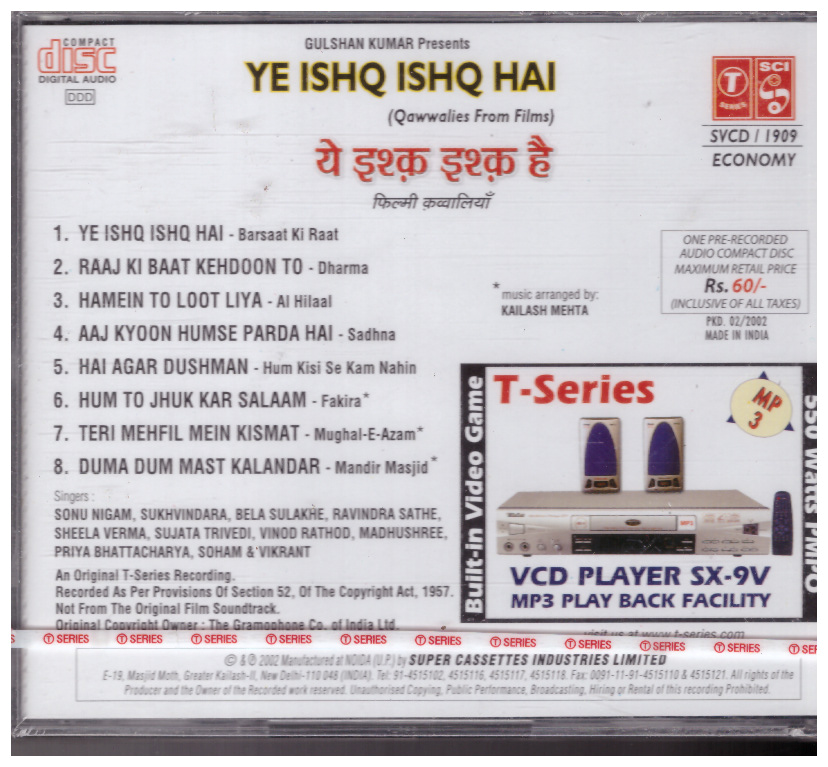 COMPACT
disc
DIGITAL AUDIO
DDD
GULSHAN KUMAR Presents
YE ISHQ ISHQ HAI
(Qawwalies From Films)
ये इश्क़ इश्क़ है
फिल्मी क़व्वालियाँ
T
SERIES
SCI
SVCD / 1909
ECONOMY
1. YE ISHQ ISHQ HAI - Barsaat Ki Raat
2. RAAJ KI BAAT KEHDOON TO - Dharma
3. HAMEIN TO LOOT LIYA - Al Hilaal
4. AAJ KYOON HUMSE PARDA HAI - Sadhna
5. HAI AGAR DUSHMAN - Hum Kisi Se Kam Nahin
6. HUM TO JHUK KAR SALAAM - Fakira*
7. TERI MEHFIL MEIN KISMAT - Mughal-E-Azam*
8. DUMA DUM MAST KALANDAR - Mandir Masjid*
*music arranged by:
KAILASH MEHTA
ONE PRE-RECORDED
AUDIO COMPACT DISC
MAXIMUM RETAIL PRICE
Rs. 60/-
(INCLUSIVE OF ALL TAXES)
PKD. 02/2002
MADE IN INDIA
Singers :
SONU NIGAM, SUKHVINDARA, BELA SULAKHE, RAVINDRA SATHE,
SHEELA VERMA, SUJATA TRIVEDI, VINOD RATHOD, MADHUSHREE,
PRIYA BHATTACHARYA, SOHAM & VIKRANT
An Original T-Series Recording.
Recorded As Per Provisions Of Section 52, Of The Copyright Act, 1957.
Not From The Original Film Soundtrack.
Original Copyright Owner : The Gramophone Co. of India Ltd.
Built-in Video Game
T-Series
MP
3
MP3
VCD PLAYER SX-9V
MP3 PLAY BACK FACILITY
550 Watts PMPO
visit us at www.t-series.com
S T SERIES T SERIES T SERIES T SERIES T SERIES T SERIES T SERIES T SERIES T SERIES T SERIES T SER
© & ℗ 2002 Manufactured at NOIDA (U.P.) by SUPER CASSETTES INDUSTRIES LIMITED
E-19, Masjid Moth, Greater Kailash-II, New Delhi-110 048 (INDIA). Tel: 91-4515102, 4515116, 4515117, 4515118. Fax: 0091-11-91-4515110 & 4515121. All rights of the
Producer and the Owner of the Recorded work reserved. Unauthorised Copying, Public Performance, Broadcasting, Hiring or Rental of this recording Prohibited.